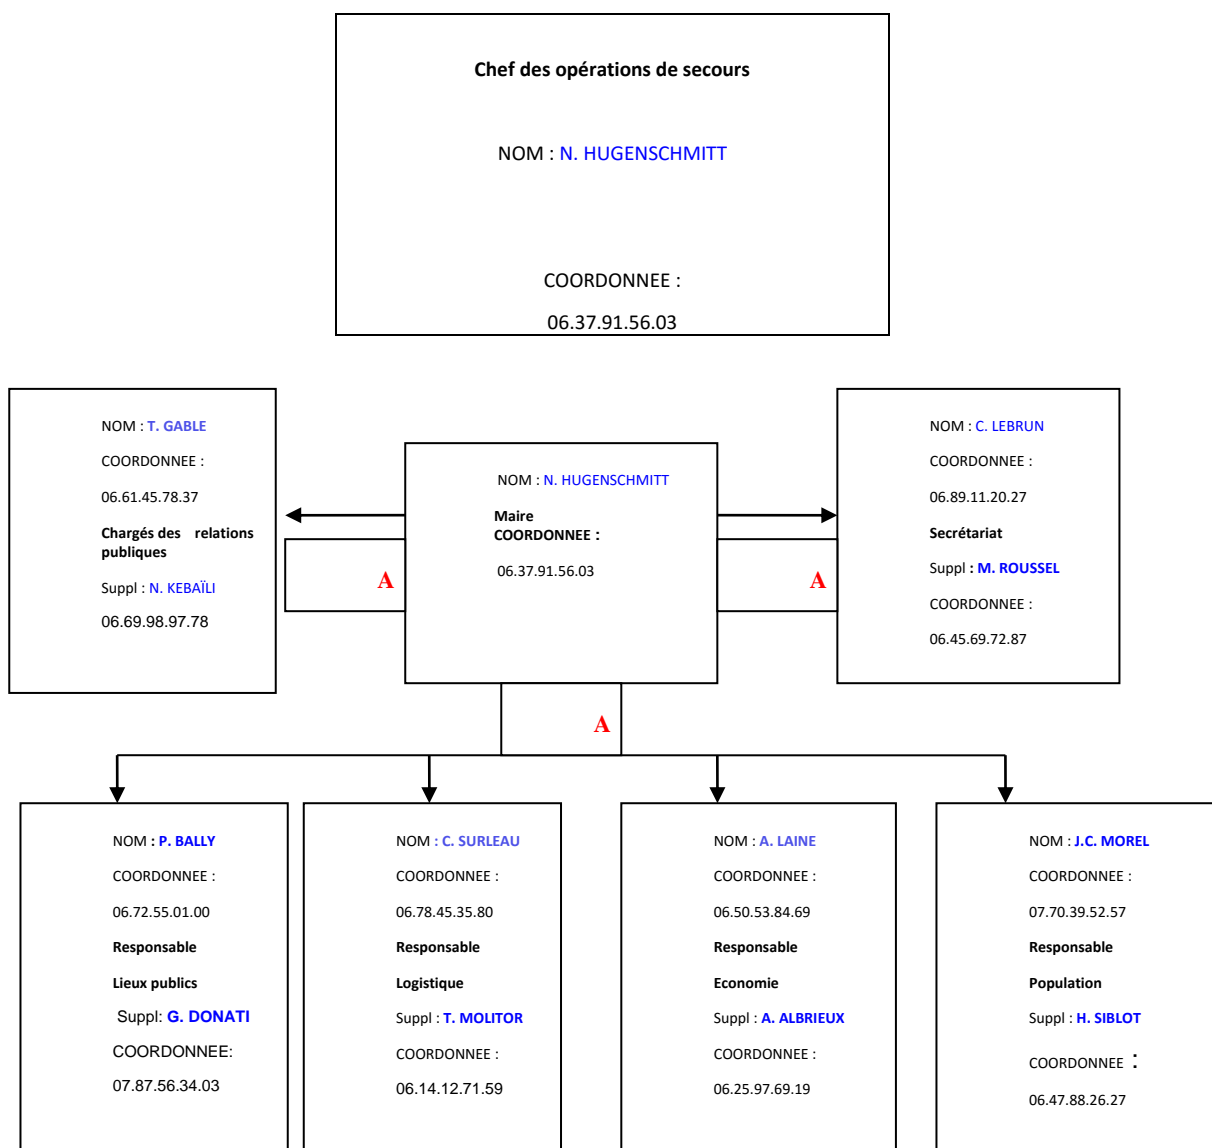 Chef des opérations de secours
NOM : N. HUGENSCHMITT
COORDONNEE :
06.37.91.56.03
NOM : T. GABLE
COORDONNEE :
06.61.45.78.37
Chargés des relations
publiques
Suppl : N. KEBAÏLI
06.69.98.97.78
A
NOM : N. HUGENSCHMITT
Maire
COORDONNEE :
06.37.91.56.03
A
NOM : C. LEBRUN
COORDONNEE :
06.89.11.20.27
Secrétariat
Suppl : M. ROUSSEL
COORDONNEE :
06.45.69.72.87
A
NOM : P. BALLY
COORDONNEE :
06.72.55.01.00
Responsable
Lieux publics
Suppl: G. DONATI
COORDONNEE:
07.87.56.34.03
NOM : C. SURLEAU
COORDONNEE :
06.78.45.35.80
Responsable
Logistique
Suppl : T. MOLITOR
COORDONNEE :
06.14.12.71.59
NOM : A. LAINE
COORDONNEE :
06.50.53.84.69
Responsable
Economie
Suppl : A. ALBRIEUX
COORDONNEE :
06.25.97.69.19
NOM : J.C. MOREL
COORDONNEE :
07.70.39.52.57
Responsable
Population
Suppl : H. SIBLOT
COORDONNEE :
06.47.88.26.27